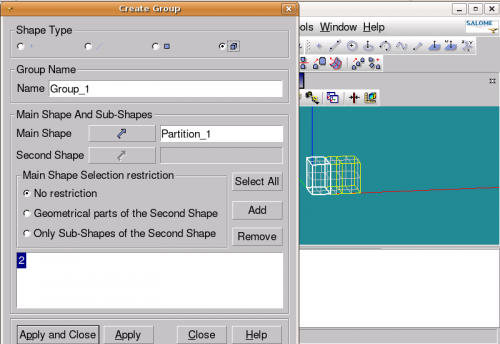 Create Group
Shape Type
Group Name
Name Group_1
Main Shape And Sub-Shapes
Main Shape Partition_1
Second Shape
Main Shape Selection restriction
No restriction
Geometrical parts of the Second Shape
Only Sub-Shapes of the Second Shape
Select All
Add
Remove
2
Apply and Close Apply Close Help
ols Window Help
SALOME